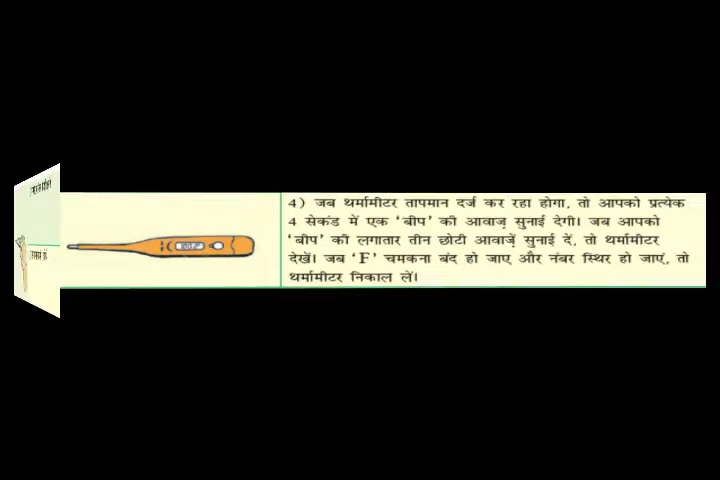 4) जब थर्मामीटर तापमान दर्ज कर रहा होगा, तो आपको प्रत्येक
4 सेकंड में एक ‘बीप’ की आवाज़ सुनाई देगी। जब आपको
‘बीप’ की लगातार तीन छोटी आवाज़ें सुनाई दें, तो थर्मामीटर
देखें। जब ‘F’ चमकना बंद हो जाए और नंबर स्थिर हो जाएं, तो
थर्मामीटर निकाल लें।